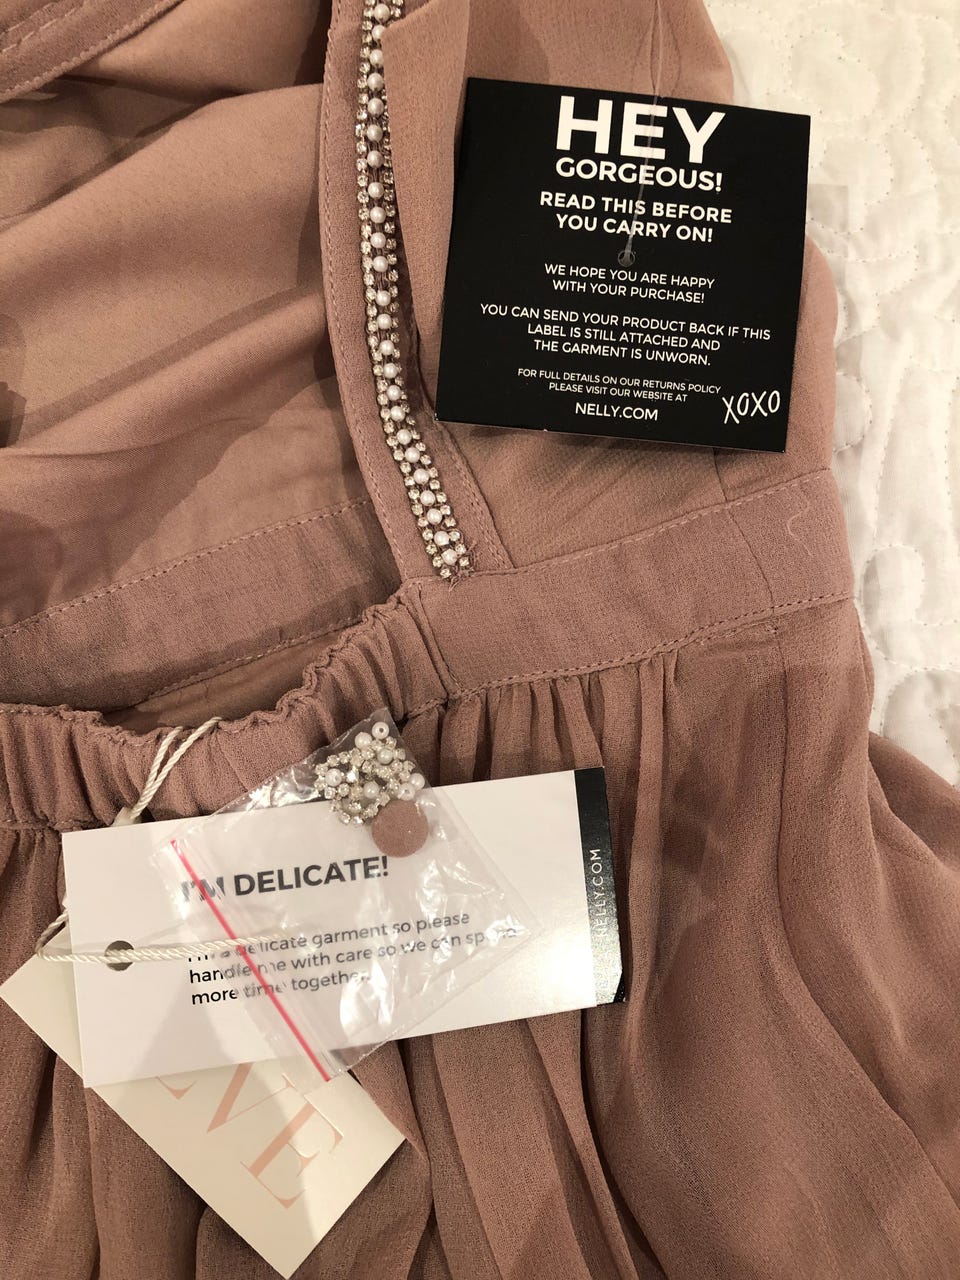 HEY
GORGEOUS!
READ THIS BEFORE
YOU CARRY ON!
WE HOPE YOU ARE HAPPY
WITH YOUR PURCHASE!
YOU CAN SEND YOUR PRODUCT BACK IF THIS
LABEL IS STILL ATTACHED AND
THE GARMENT IS UNWORN.
FOR FULL DETAILS ON OUR RETURNS POLICY
PLEASE VISIT OUR WEBSITE AT
NELLY.COM
XOXO
I'M DELICATE!
I'm a delicate garment so please
handle me with care so we can spend
more time together.
NELLY.COM
VE